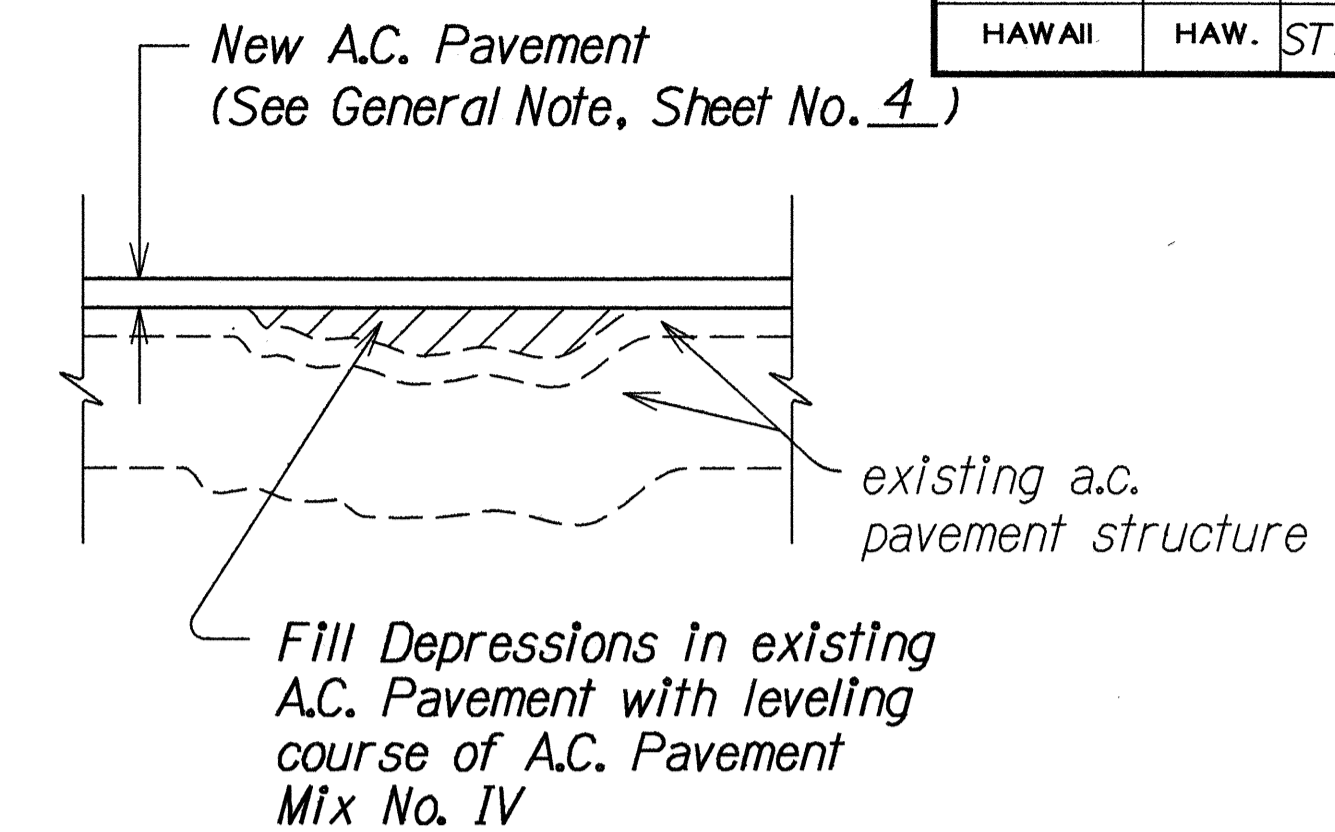 New A.C. Pavement
(See General Note, Sheet No. 4)
HAWAII HAW.
existing a.c.
pavement structure
Fill Depressions in existing
A.C. Pavement with leveling
course of A.C. Pavement
Mix No. IV